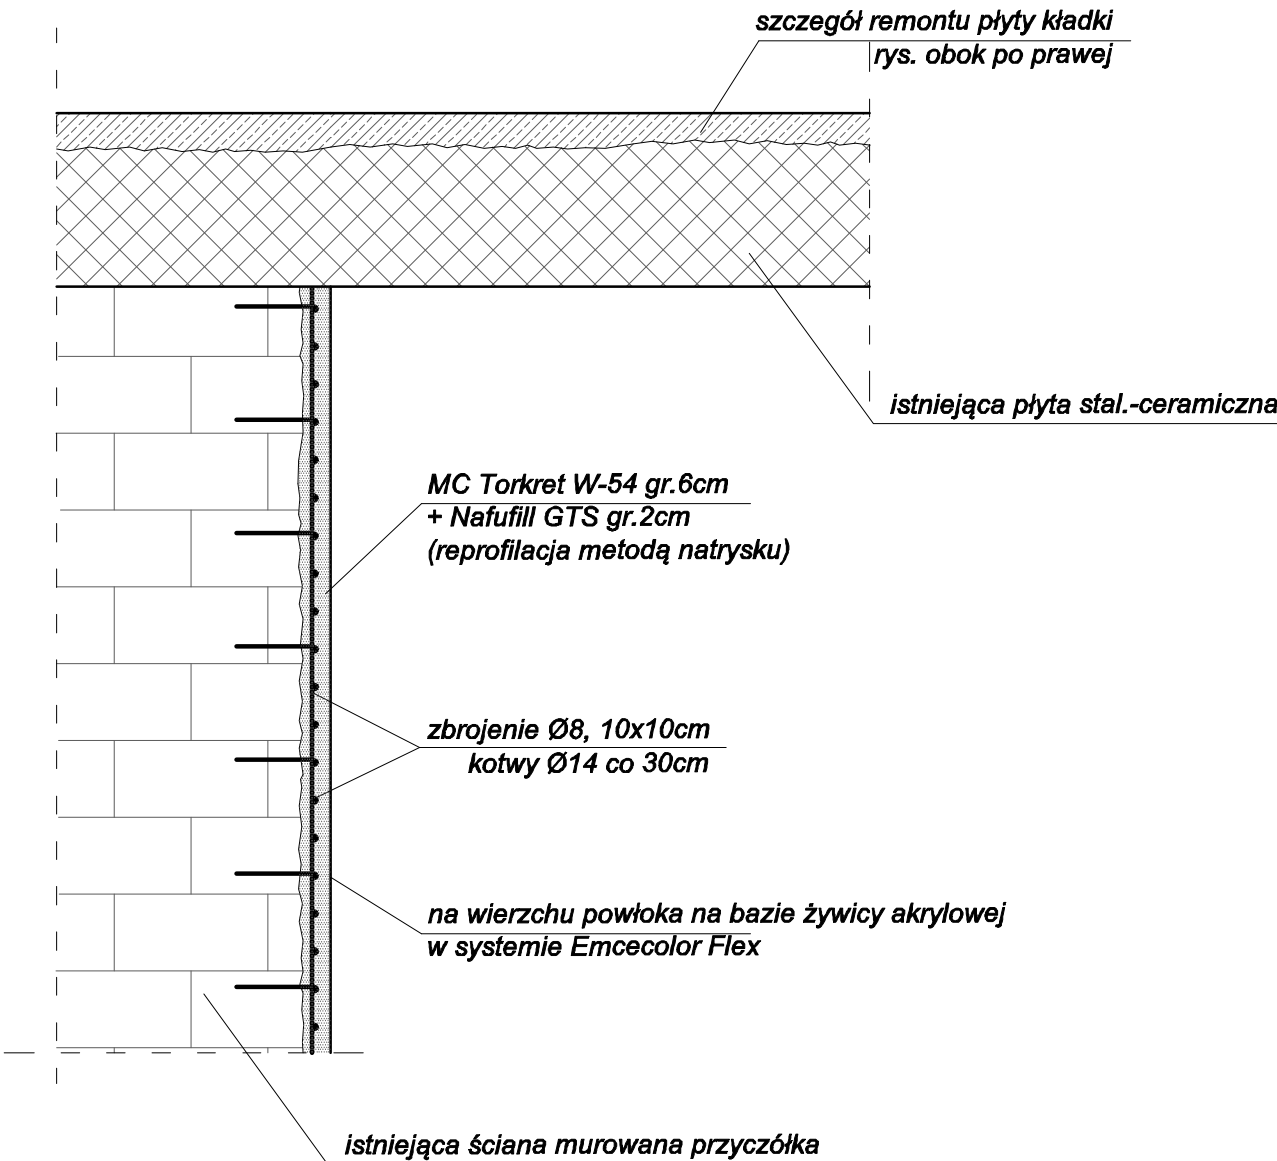 szczegół remontu płyty kładki
rys. obok po prawej
istniejąca płyta stal.-ceramiczna
MC Torkret W-54 gr.6cm
+ Nafufill GTS gr.2cm
(reprofilacja metodą natrysku)
zbrojenie Ø8, 10x10cm
kotwy Ø14 co 30cm
na wierzchu powłoka na bazie żywicy akrylowej
w systemie Emcecolor Flex
istniejąca ściana murowana przyczółka